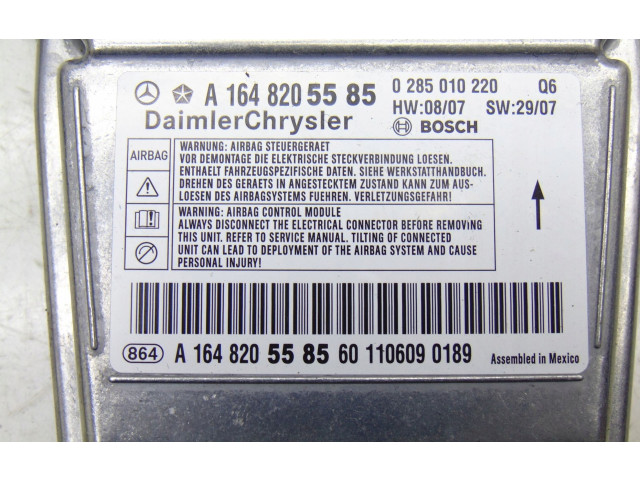 A 164 820 55 85 0 285 010 220 Q6
DaimlerChrysler HW:08/07 SW:29/07
BOSCH
AIRBAG
WARNUNG: AIRBAG STEUERGERAET
VOR DEMONTAGE DIE ELEKTRISCHE STECKVERBINDUNG LOESEN.
ENTHAELT FAHRZEUGSPEZIFISCHE DATEN. SIEHE WERKSTATTHANDBUCH.
DREHEN DES GERAETS IN ANGESTECKTEM ZUSTAND KANN ZUM AUS-
LOESEN DES AIRBAGSYSTEMS FUEHREN. VERLETZUNGSGEFAHR!
WARNING: AIRBAG CONTROL MODULE
ALWAYS DISCONNECT THE ELECTRICAL CONNECTOR BEFORE REMOVING
THIS UNIT. REFER TO SERVICE MANUAL. TILTING OF CONNECTED
UNIT CAN LEAD TO DEPLOYMENT OF THE AIRBAG SYSTEM AND CAUSE
PERSONAL INJURY!
864 A 164 820 55 85 60 110609 0189 Assembled in Mexico